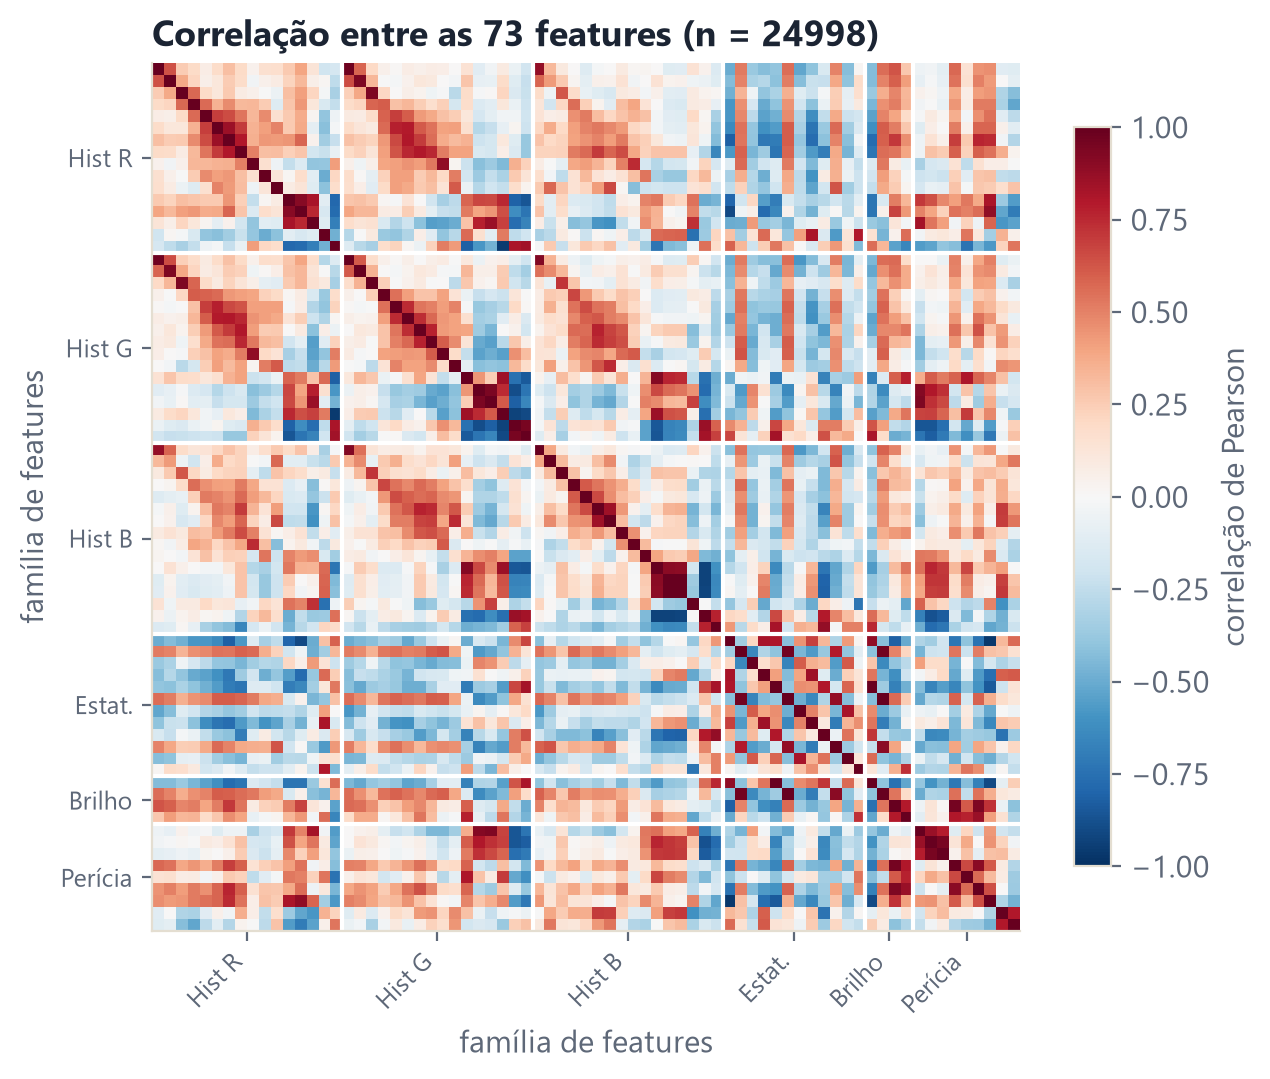 Correlação entre as 73 features (n = 24998)
família de features
Hist R
Hist G
Hist B
Estat.
Brilho
Perícia
Hist R
Hist G
Hist B
Estat.
Brilho
Perícia
família de features
1.00
0.75
0.50
0.25
0.00
−0.25
−0.50
−0.75
−1.00
correlação de Pearson